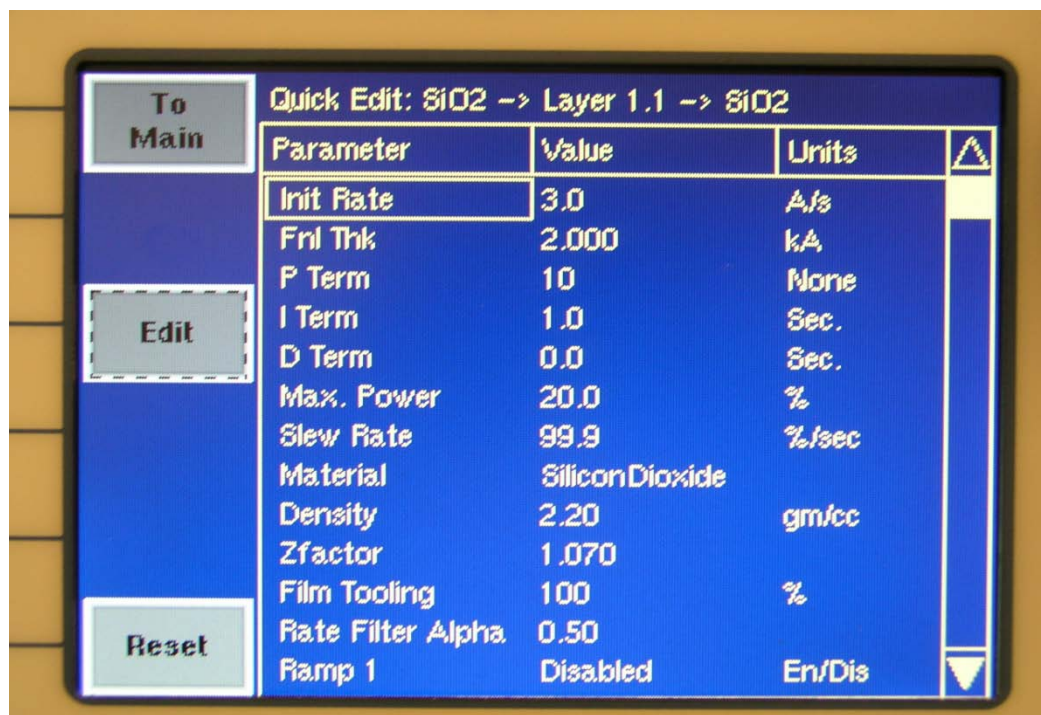 To
Main
Edit
Reset
Quick Edit: SiO2 -> Layer 1.1 -> SiO2
Parameter Value Units
Init Rate 3.0 A/s
Fnl Thk 2.000 kA
P Term 10 None
I Term 1.0 Sec.
D Term 0.0 Sec.
Max. Power 20.0 %
Slew Rate 99.9 %/sec
Material SiliconDioxide
Density 2.20 gm/cc
Zfactor 1.070
Film Tooling 100 %
Rate Filter Alpha 0.50
Ramp 1 Disabled En/Dis